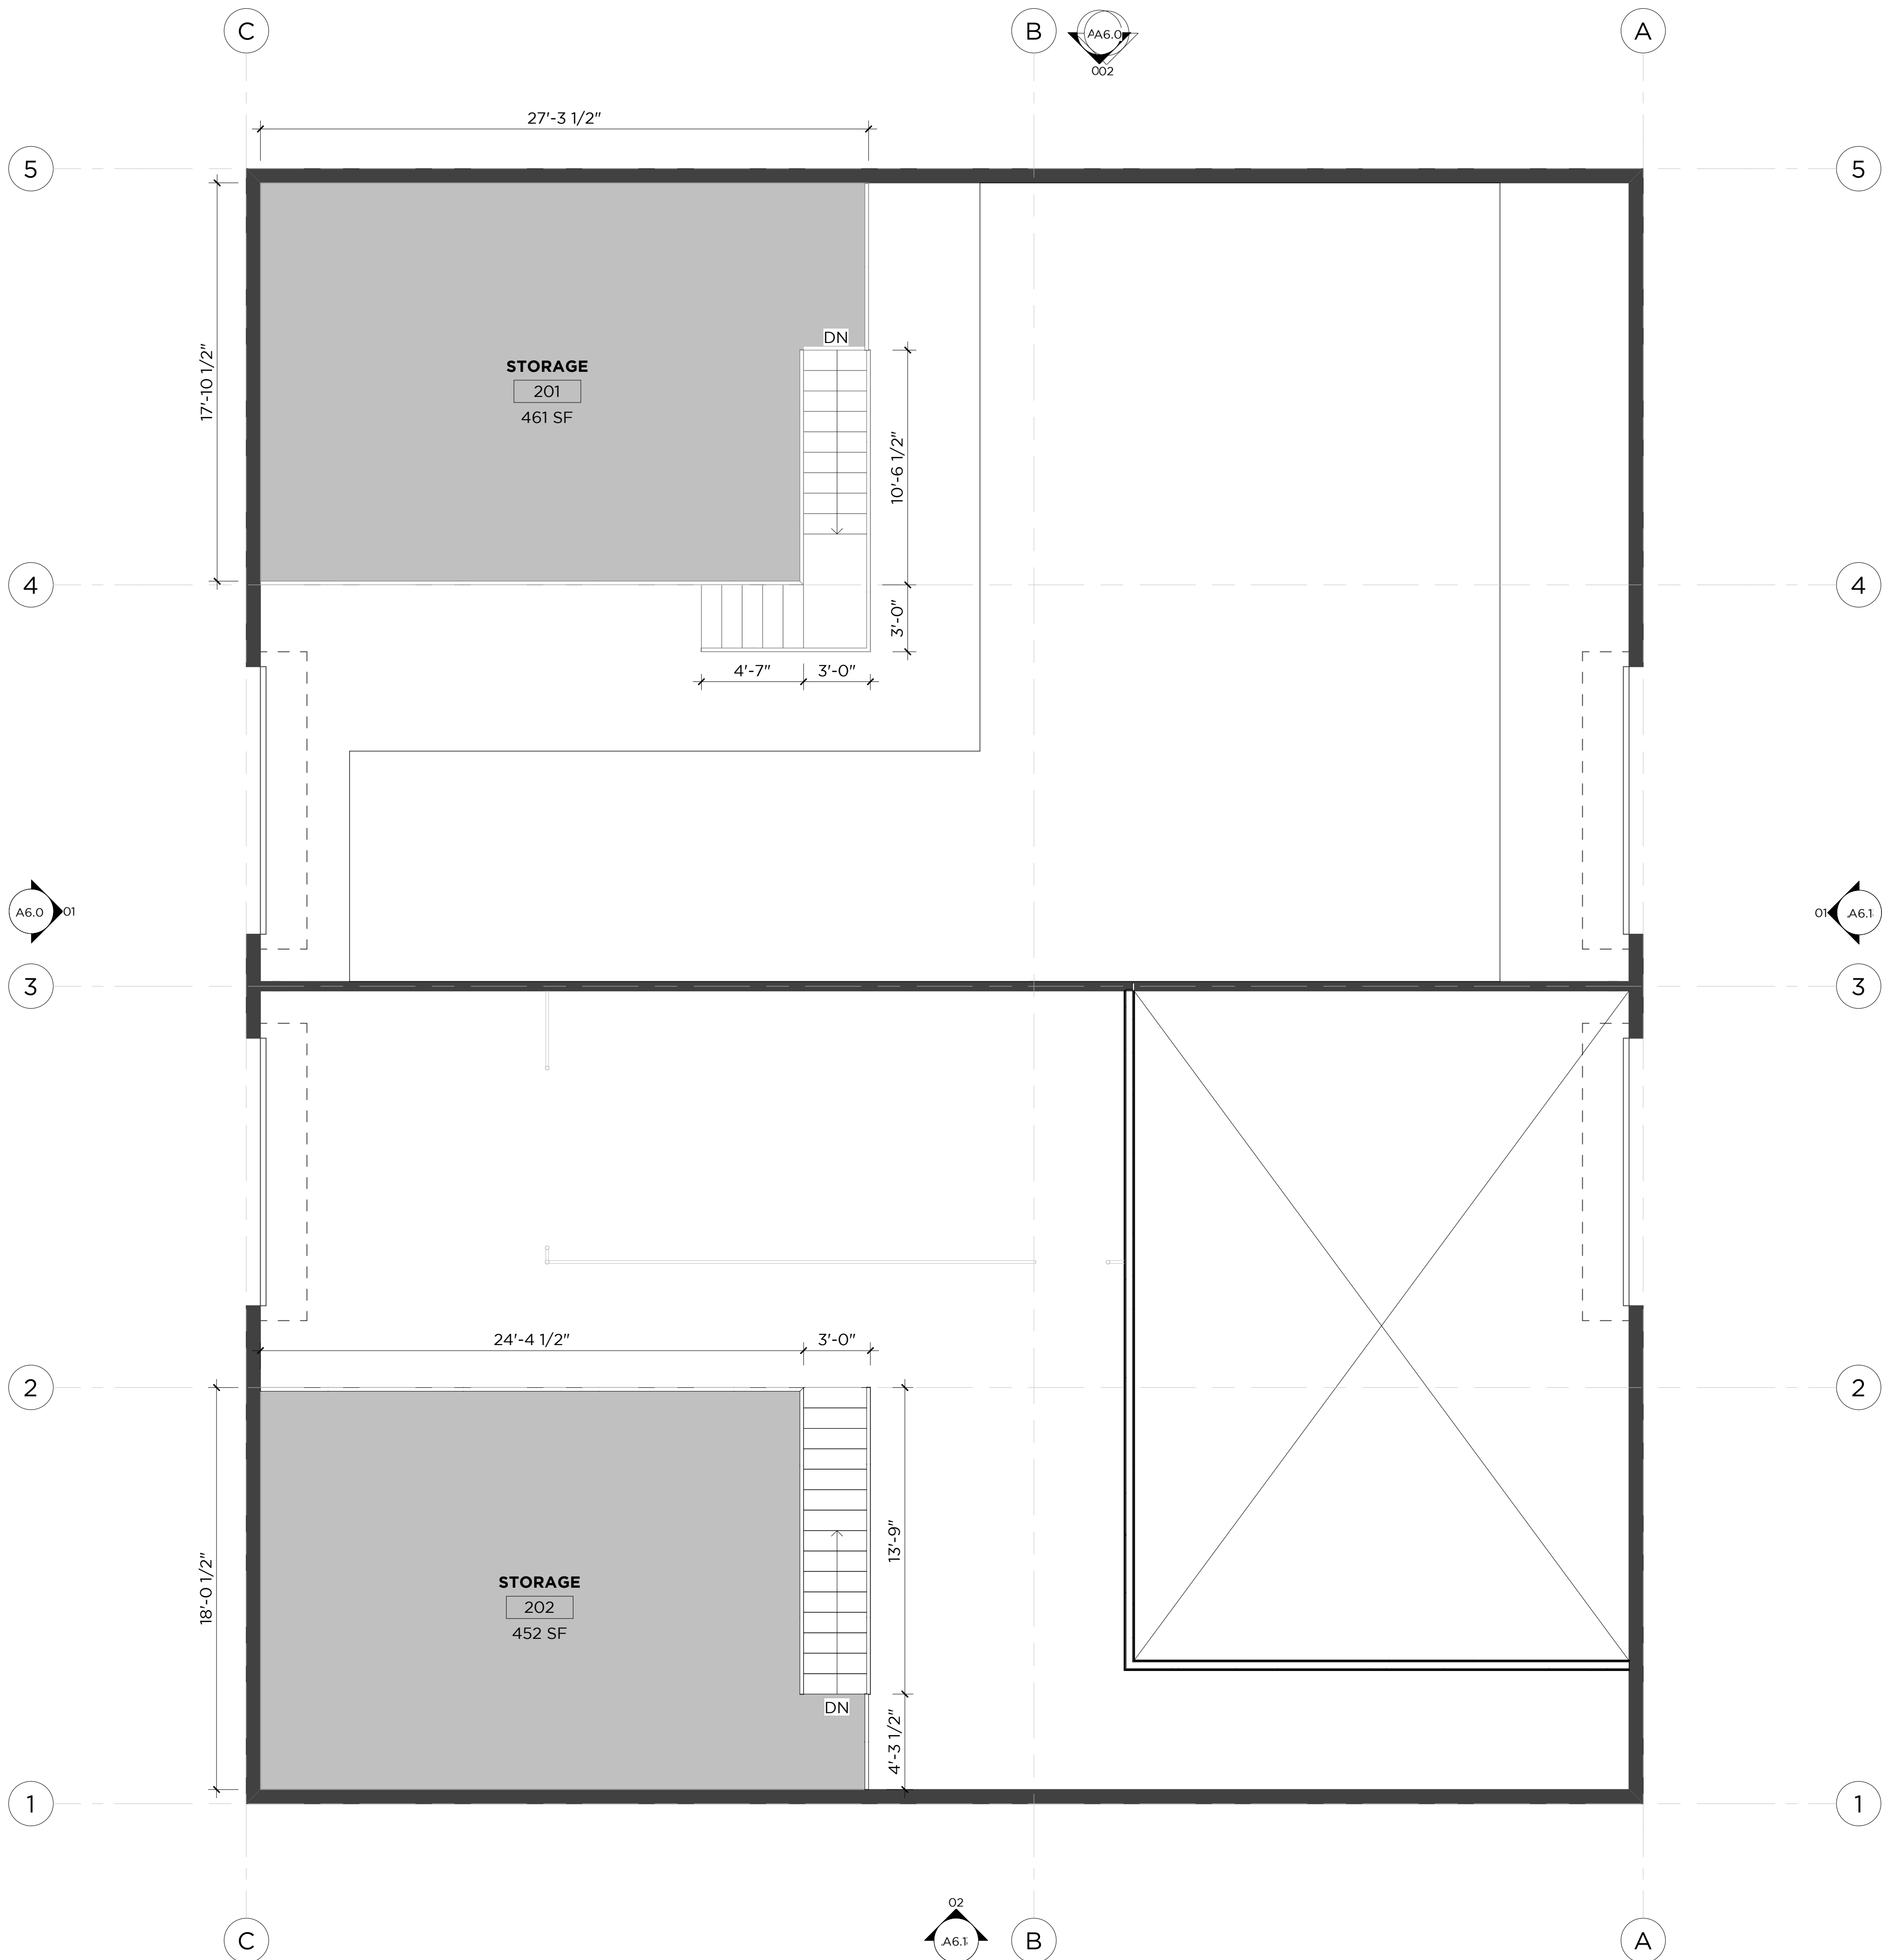 C
B
A
AA6.0
002
27'-3 1/2"
5
5
17'-10 1/2"
DN
STORAGE
201
461 SF
10'-6 1/2"
4
4
3'-0"
4'-7"
3'-0"
A6.0
01
01
A6.1
3
3
24'-4 1/2"
3'-0"
2
2
13'-9"
18'-0 1/2"
STORAGE
202
452 SF
DN
4'-3 1/2"
1
1
02
A6.1
C
B
A